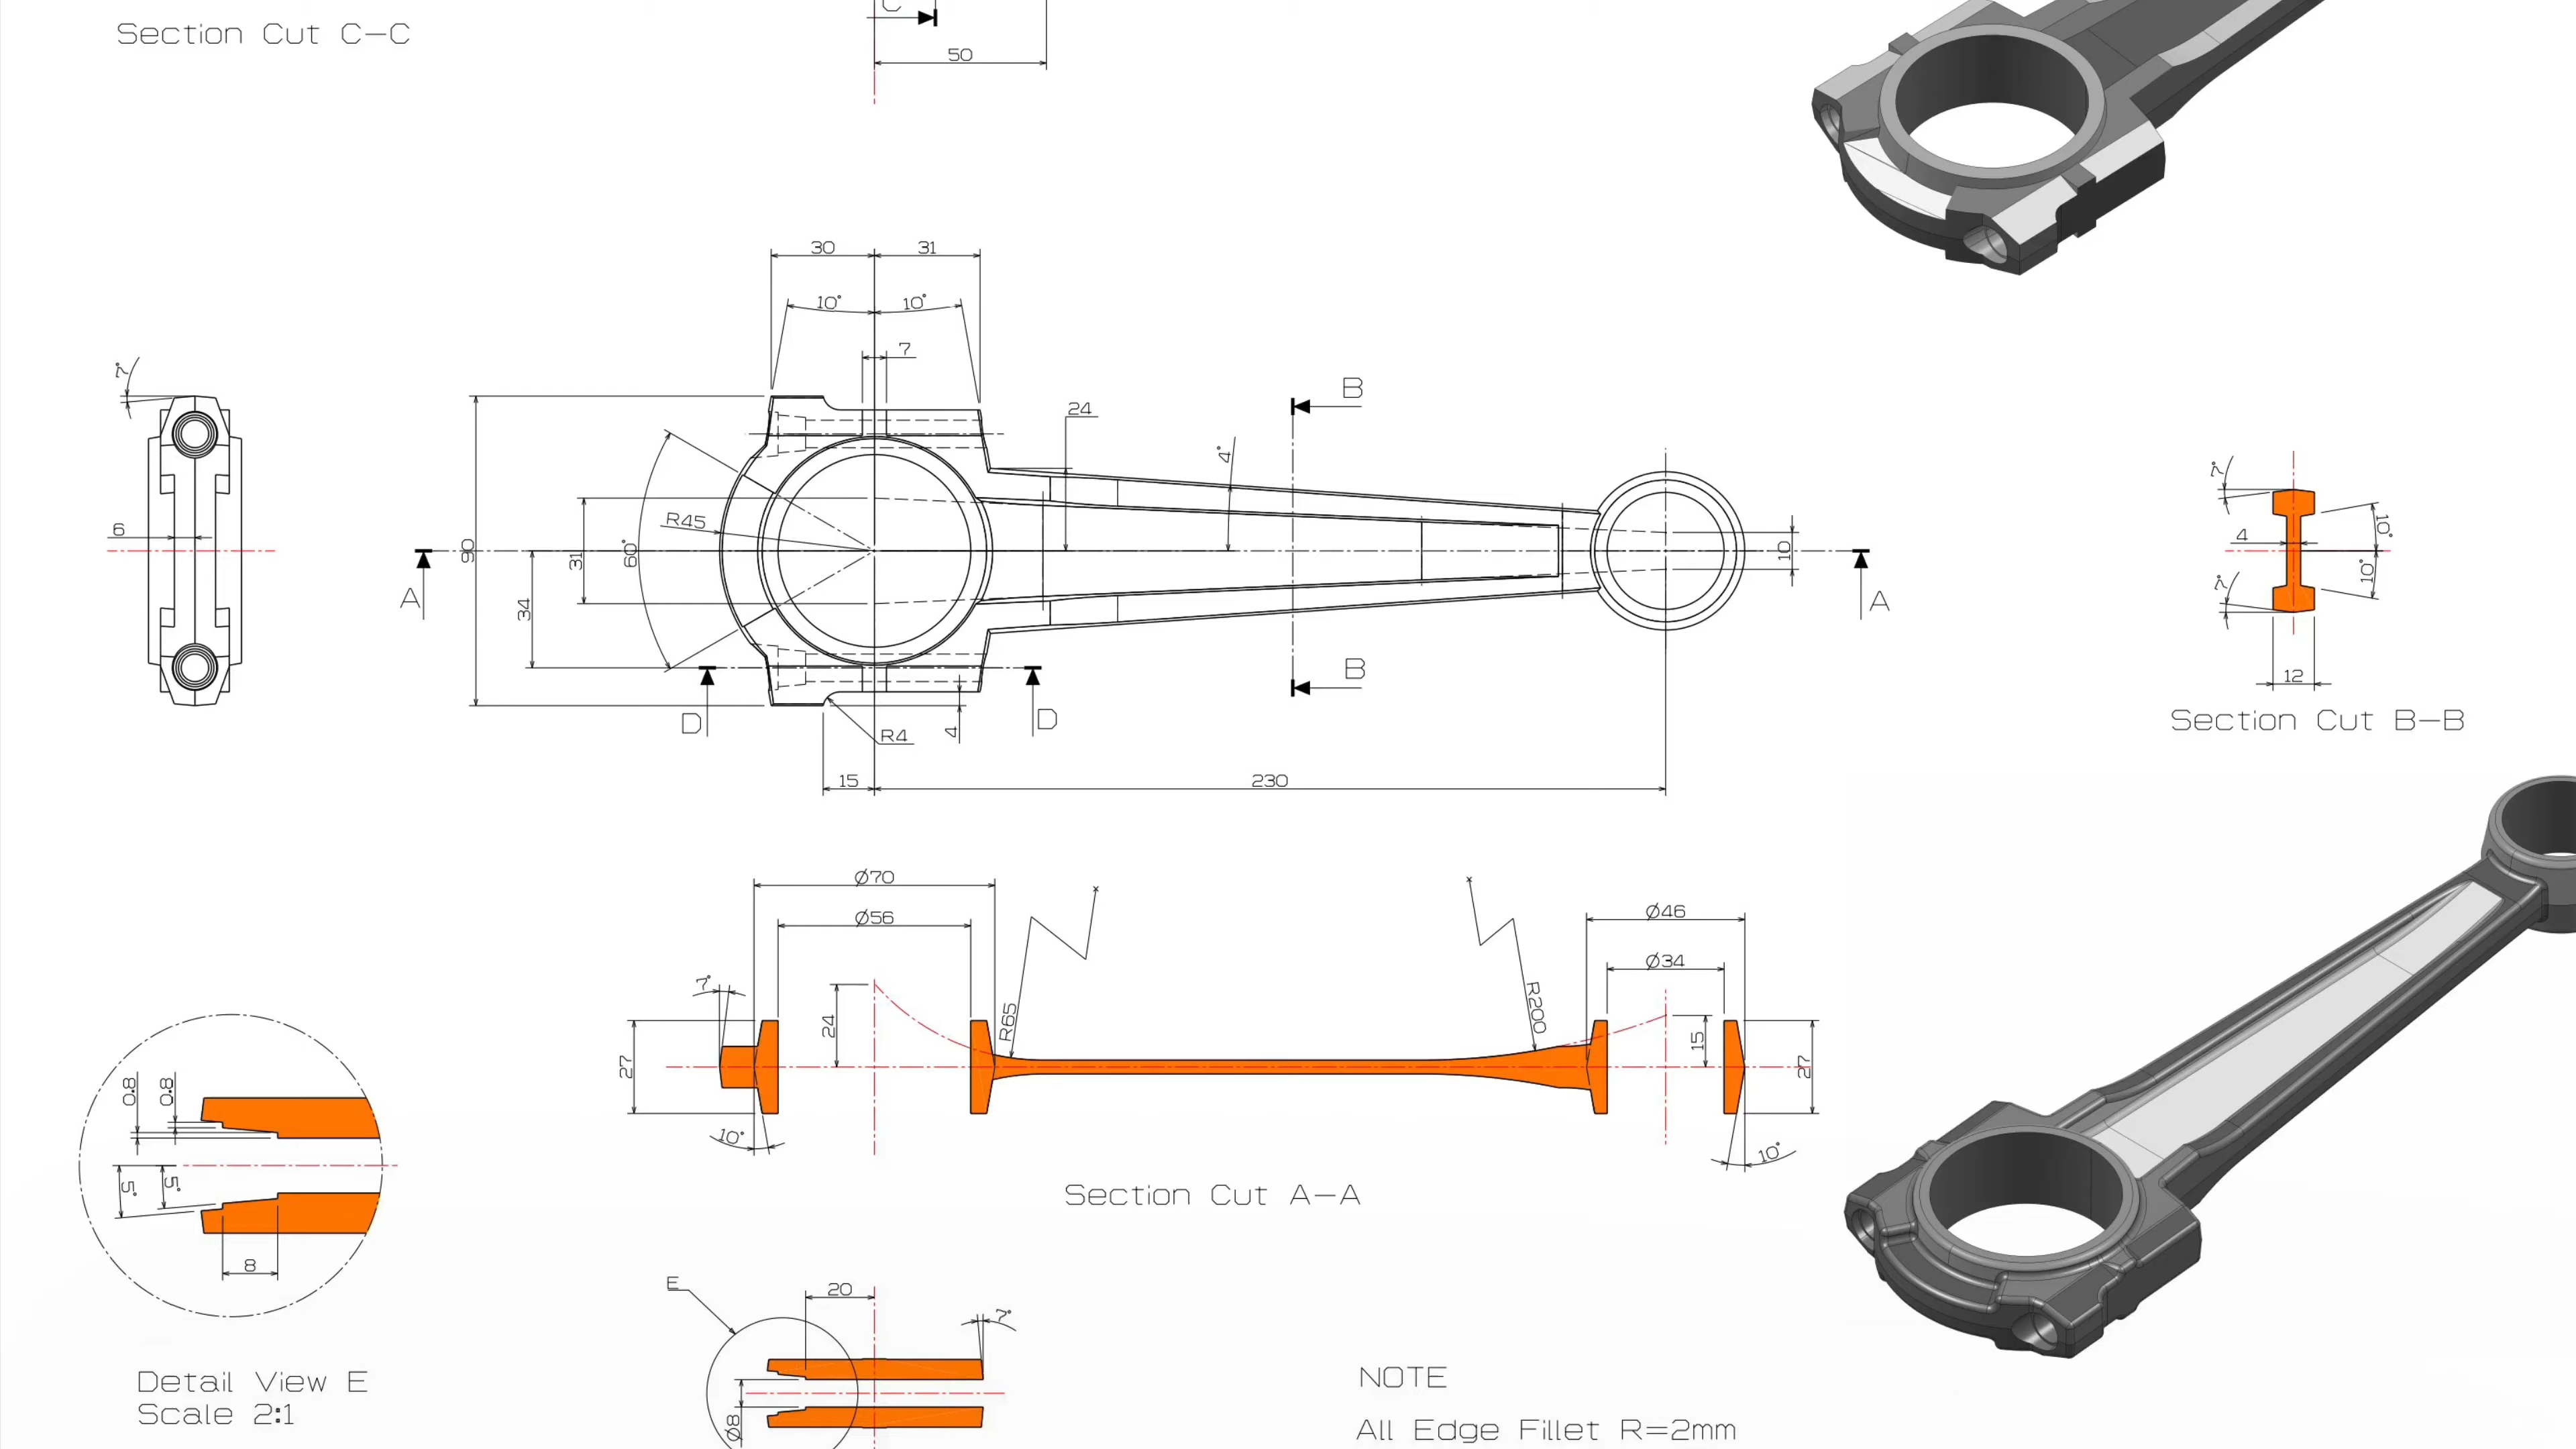 C
Section Cut C-C
50
30
31
10°
10°
7
B
24
4°
7°
7°
10°
4
10°
7°
12
Section Cut B-B
6
90
R45
31
60°
34
A
10
A
B
D
D
R4
4
15
230
Ø70
Ø56
Ø46
Ø34
7°
24
R65
R200
15
27
27
10°
10°
Section Cut A-A
0.8
0.8
5°
5°
8
Detail View E
Scale 2:1
E
20
7°
Ø8
NOTE
All Edge Fillet R=2mm